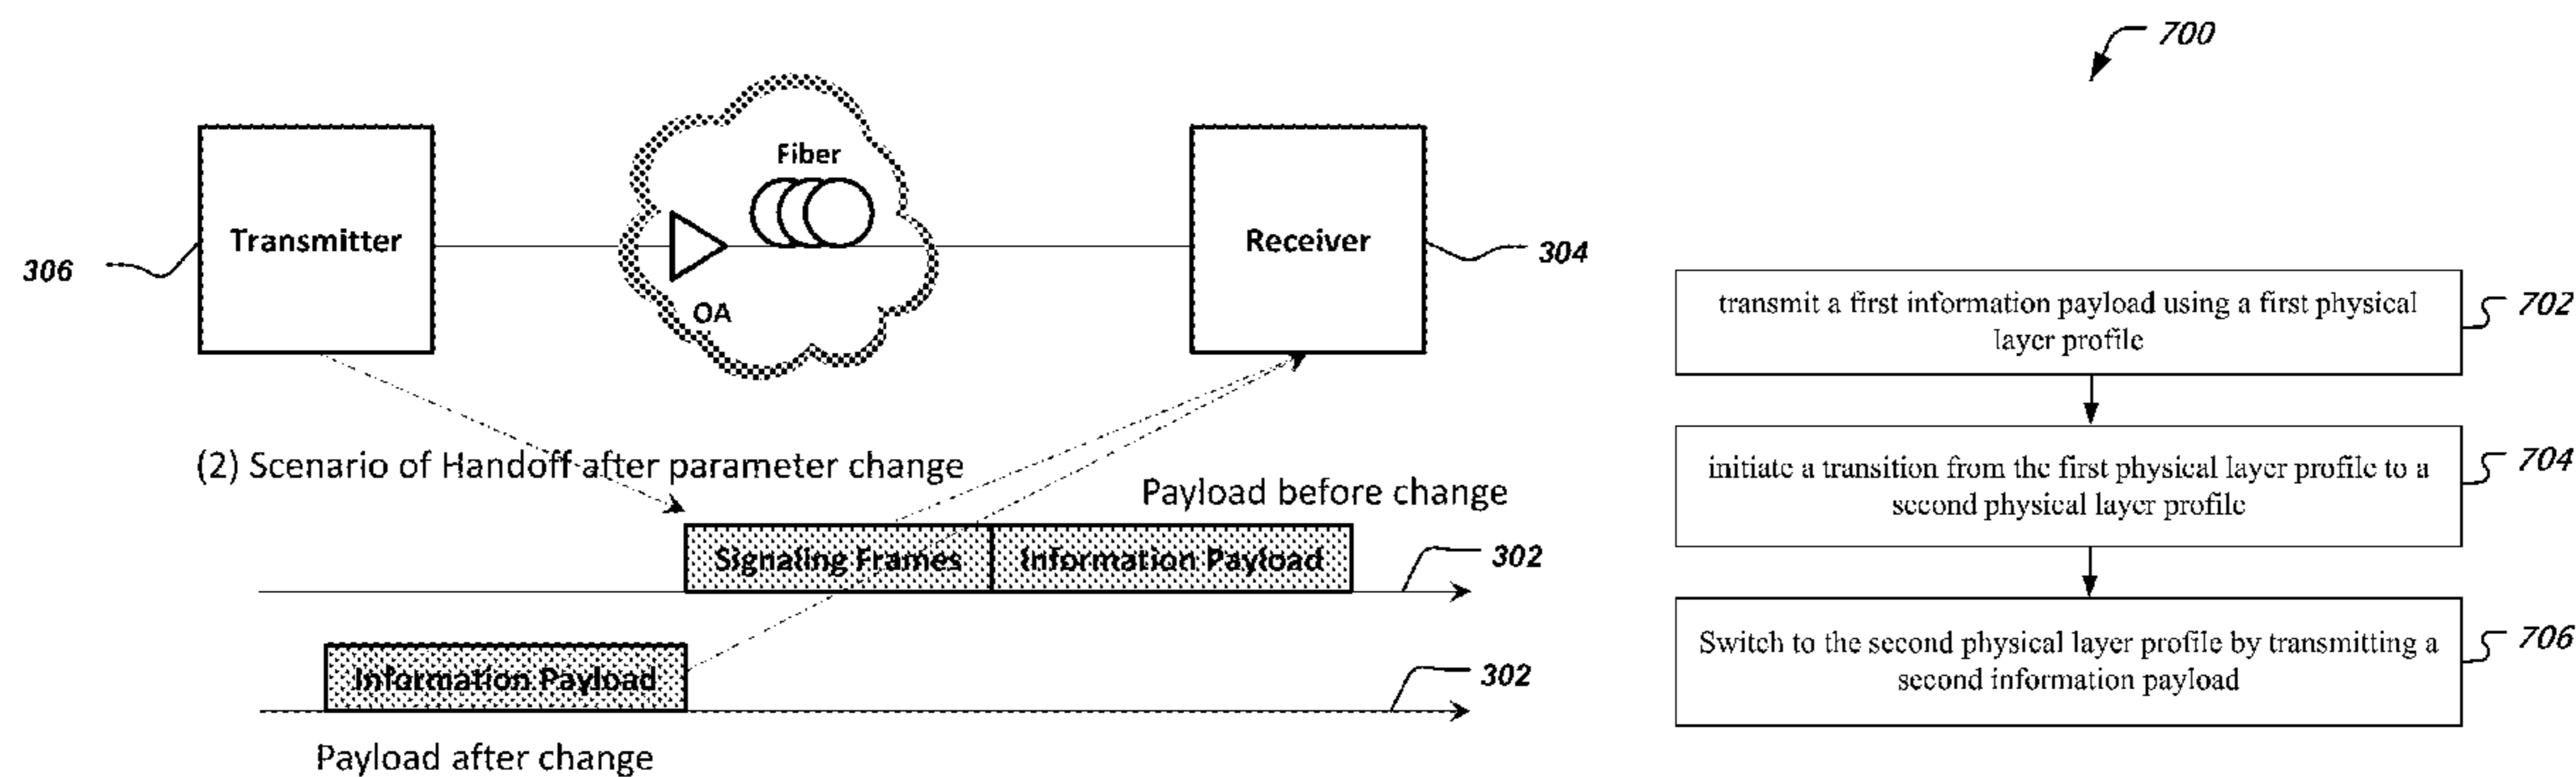 Transmitter
306
Fiber
OA
Receiver
304
(2) Scenario of Handoff after parameter change
Payload before change
Signaling Frames
Information Payload
302
Information Payload
302
Payload after change
700
transmit a first information payload using a first physical
layer profile
702
initiate a transition from the first physical layer profile to a
second physical layer profile
704
Switch to the second physical layer profile by transmitting a
second information payload
706